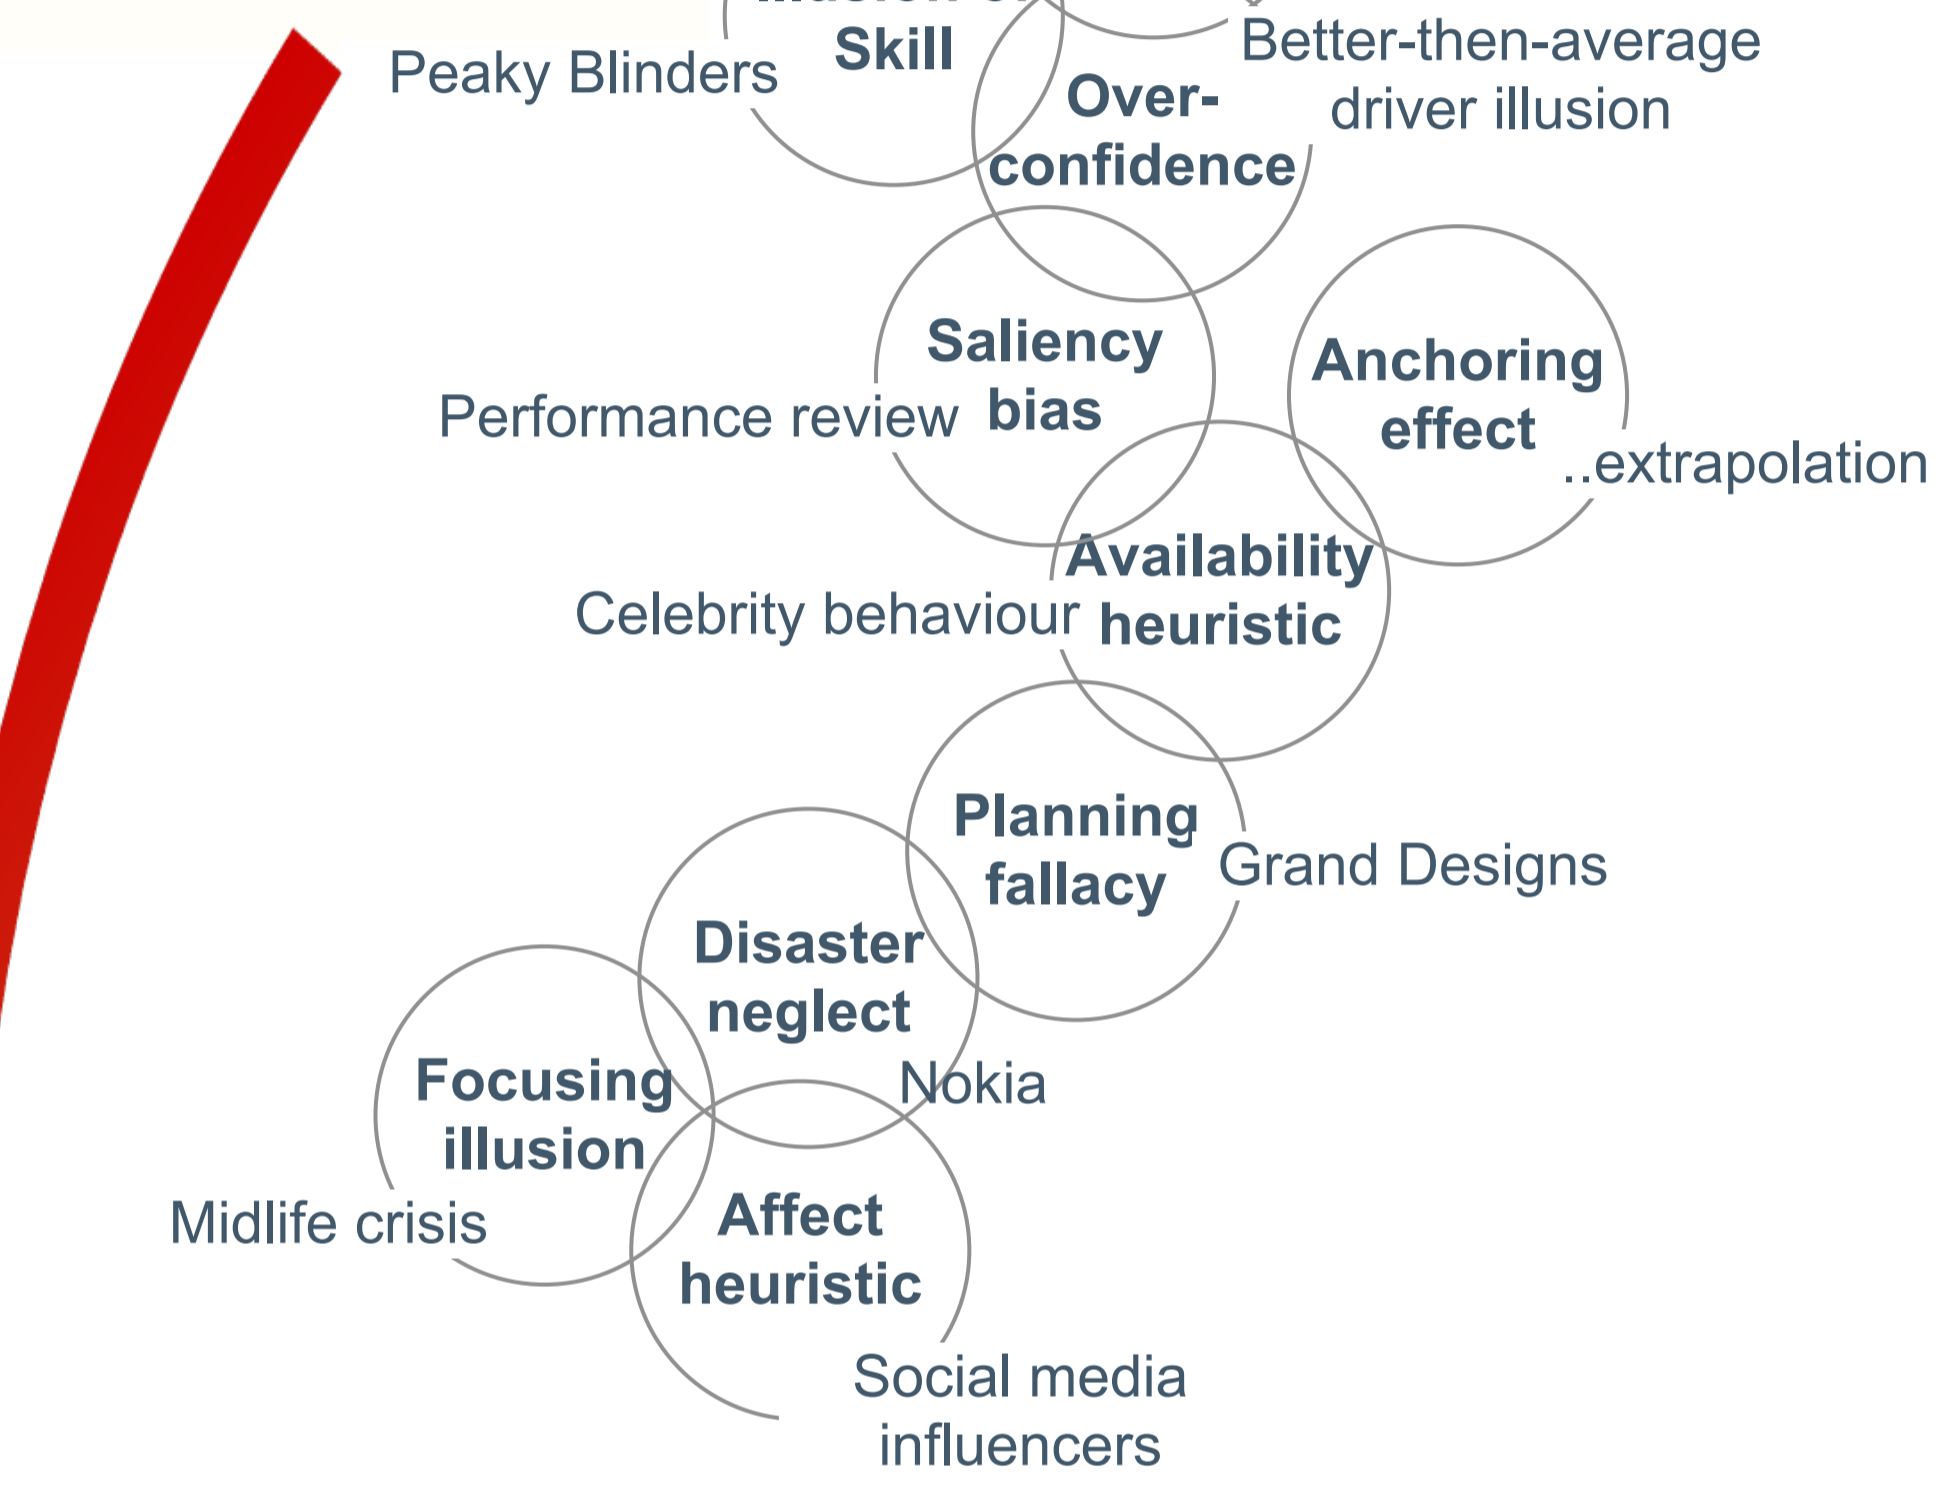 Skill
Peaky Blinders
Better-then-average
driver illusion
Over-
confidence
Saliency
bias
Performance review
Anchoring
effect
..extrapolation
Availability
heuristic
Celebrity behaviour
Planning
fallacy
Grand Designs
Disaster
neglect
Nokia
Focusing
illusion
Midlife crisis
Affect
heuristic
Social media
influencers